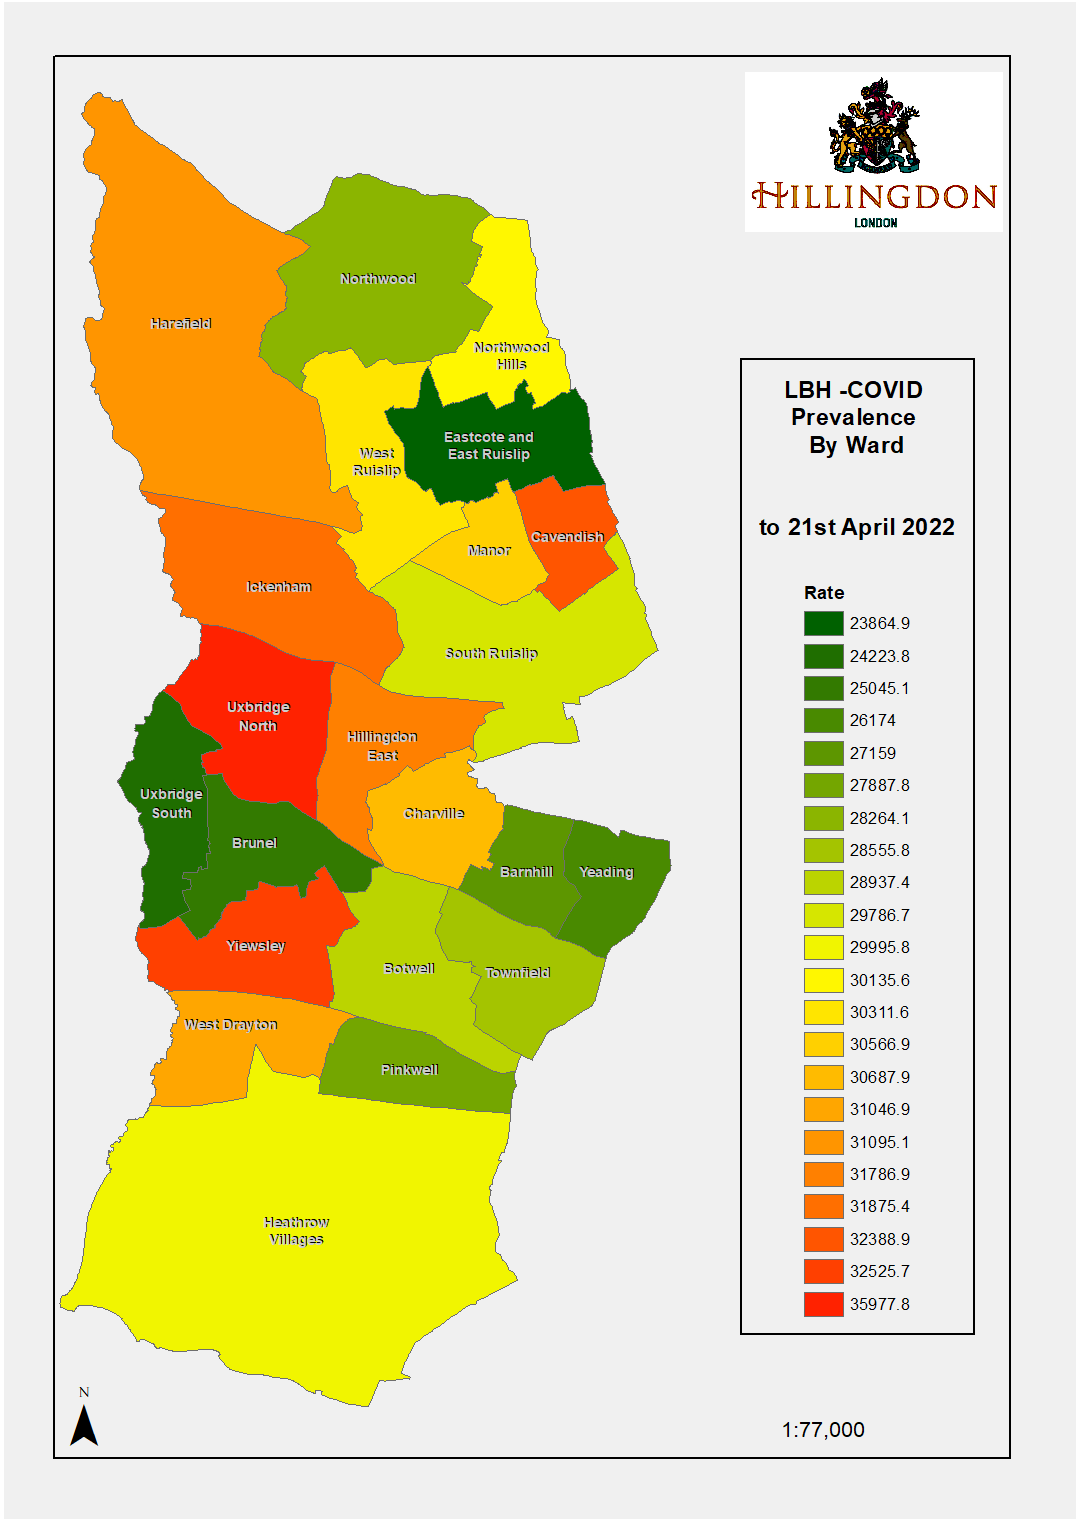 HILLINGDON
LONDON
LBH -COVID
Prevalence
By Ward
to 21st April 2022
Rate
23864.9
24223.8
25045.1
26174
27159
27887.8
28264.1
28555.8
28937.4
29786.7
29995.8
30135.6
30311.6
30566.9
30687.9
31046.9
31095.1
31786.9
31875.4
32388.9
32525.7
35977.8
Northwood
Harefield
Northwood
Hills
Eastcote and
East Ruislip
West
Ruislip
Cavendish
Manor
Ickenham
South Ruislip
Uxbridge
North
Hillingdon
East
Uxbridge
South
Charville
Brunel
Barnhill
Yeading
Yiewsley
Botwell
Townfield
West Drayton
Pinkwell
Heathrow
Villages
N
1:77,000